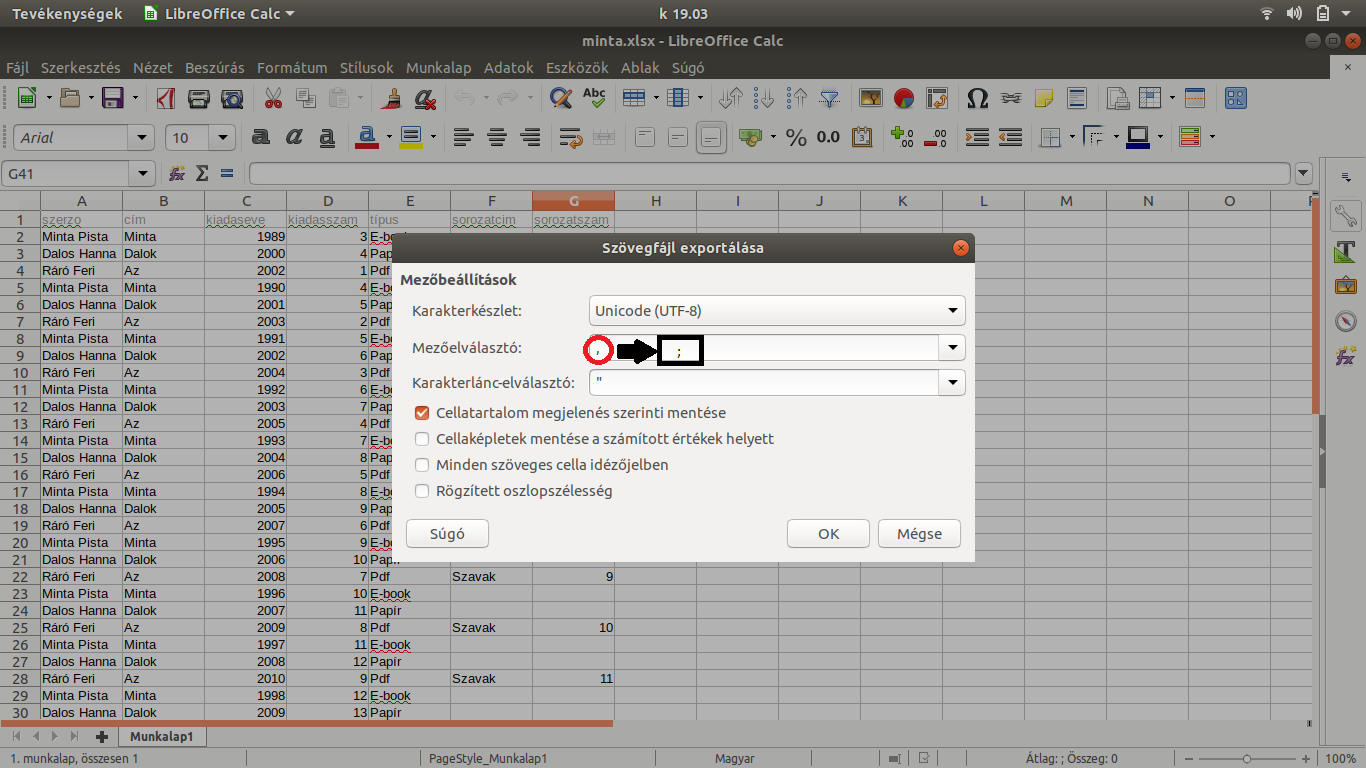 Tevékenységek LibreOffice Calc k 19.03
minta.xlsx - LibreOffice Calc
Fájl Szerkesztés Nézet Beszúrás Formátum Stílusok Munkalap Adatok Eszközök Ablak Súgó
Arial 10
G41
A B C D E F G H I J K L M N O
1 szerzo cím kiadaseve kiadasszam típus sorozatcim sorozatszam
2 Minta Pista Minta 1989 3 E-book
3 Dalos Hanna Dalok 2000 4 Pap
4 Ráró Feri Az 2002 1 Pdf
5 Minta Pista Minta 1990 4 E-b
6 Dalos Hanna Dalok 2001 5 Pap
7 Ráró Feri Az 2003 2 Pdf
8 Minta Pista Minta 1991 5 E-b
9 Dalos Hanna Dalok 2002 6 Pap
10 Ráró Feri Az 2004 3 Pdf
11 Minta Pista Minta 1992 6 E-b
12 Dalos Hanna Dalok 2003 7 Pap
13 Ráró Feri Az 2005 4 Pdf
14 Minta Pista Minta 1993 7 E-b
15 Dalos Hanna Dalok 2004 8 Pap
16 Ráró Feri Az 2006 5 Pdf
17 Minta Pista Minta 1994 8 E-b
18 Dalos Hanna Dalok 2005 9 Pap
19 Ráró Feri Az 2007 6 Pdf
20 Minta Pista Minta 1995 9 E-b
21 Dalos Hanna Dalok 2006 10 Papír
22 Ráró Feri Az 2008 7 Pdf Szavak 9
23 Minta Pista Minta 1996 10 E-book
24 Dalos Hanna Dalok 2007 11 Papír
25 Ráró Feri Az 2009 8 Pdf Szavak 10
26 Minta Pista Minta 1997 11 E-book
27 Dalos Hanna Dalok 2008 12 Papír
28 Ráró Feri Az 2010 9 Pdf Szavak 11
29 Minta Pista Minta 1998 12 E-book
30 Dalos Hanna Dalok 2009 13 Papír
Szövegfájl exportálása
Mezőbeállítások
Karakterkészlet: Unicode (UTF-8)
Mezőelválasztó: , ;
Karakterlánc-elválasztó: "
Cellatartalom megjelenés szerinti mentése
Cellaképletek mentése a számított értékek helyett
Minden szöveges cella idézőjelben
Rögzített oszlopszélesség
Súgó OK Mégse
Munkalap1
1. munkalap, összesen 1 PageStyle_Munkalap1 Magyar Átlag: ; Összeg: 0 100%